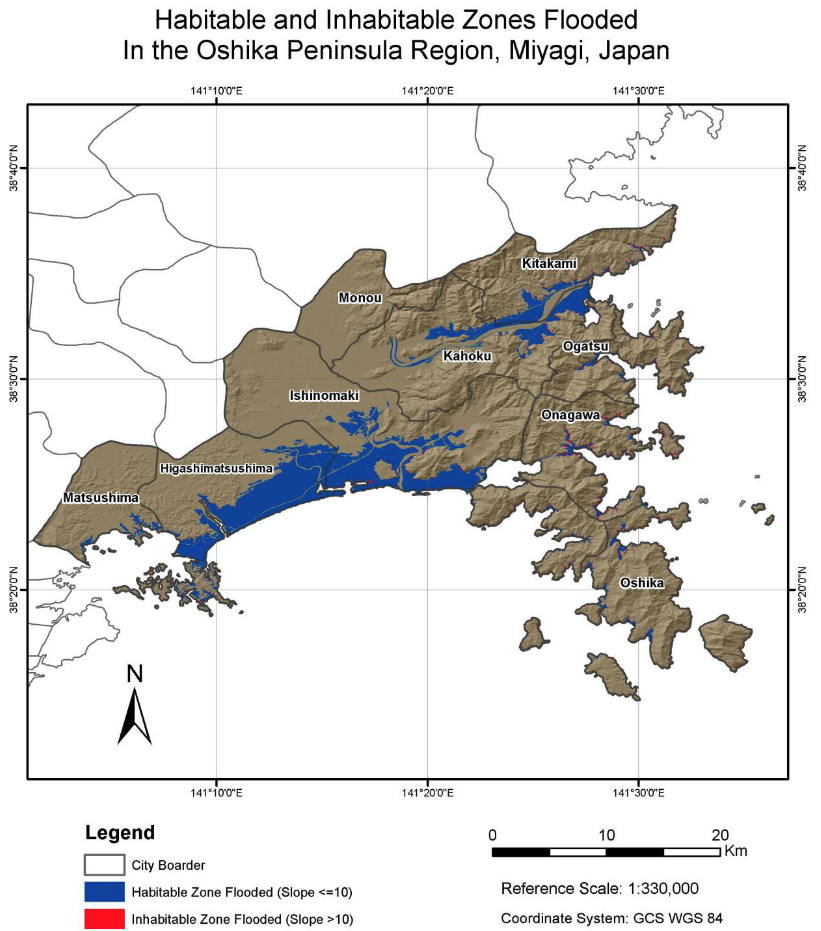 Habitable and Inhabitable Zones Flooded
In the Oshika Peninsula Region, Miyagi, Japan
141°10'0"E 141°20'0"E 141°30'0"E
38°40'0"N 38°40'0"N
Kitakami
Monou
Ogatsu
Kahoku
38°30'0"N 38°30'0"N
Ishinomaki
Onagawa
Higashimatsushima
Matsushima
Oshika
38°20'0"N 38°20'0"N
N
141°10'0"E 141°20'0"E 141°30'0"E
Legend
City Boarder
Habitable Zone Flooded (Slope <=10)
Inhabitable Zone Flooded (Slope >10)
0 10 20
Km
Reference Scale: 1:330,000
Coordinate System: GCS WGS 84